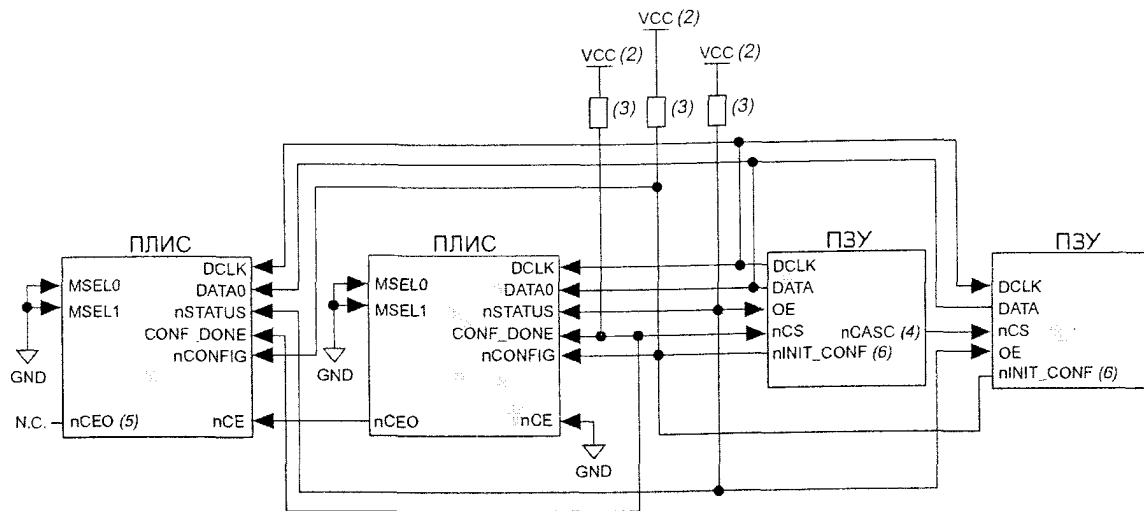 VCC (2)
VCC (2)
VCC (2)
(3)
(3)
(3)
ПЛИС
MSEL0
MSEL1
GND
N.C.
nCEO (5)
DCLK
DATA0
nSTATUS
CONF_DONE
nCONFIG
nCE
ПЛИС
MSEL0
MSEL1
GND
nCEO
DCLK
DATA0
nSTATUS
CONF_DONE
nCONFIG
nCE
GND
ПЗУ
DCLK
DATA
OE
nCS
nCASC (4)
nINIT_CONF (6)
ПЗУ
DCLK
DATA
nCS
OE
nINIT_CONF (6)